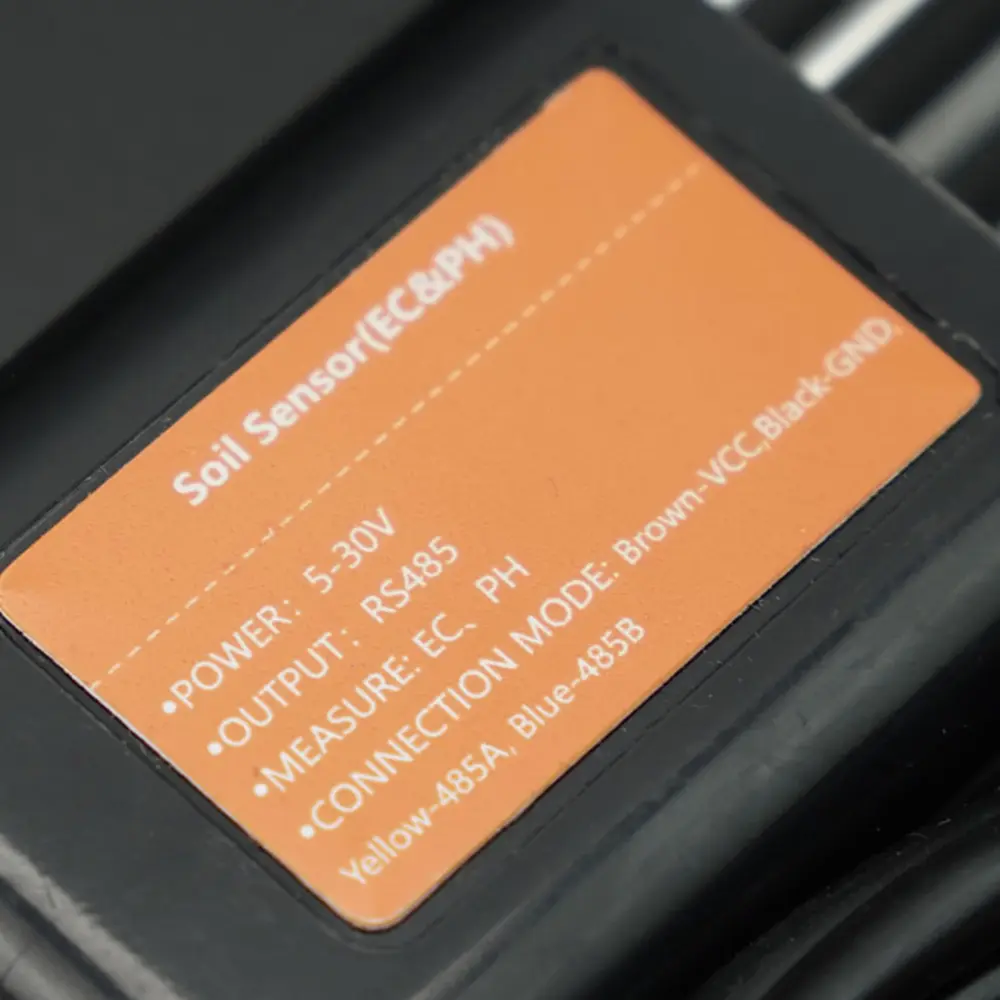 Soil Sensor(EC&PH)
•POWER: 5-30V
•OUTPUT: RS485
•MEASURE: EC、PH
•CONNECTION MODE: Brown-VCC,Black-GND,
Yellow-485A, Blue-485B